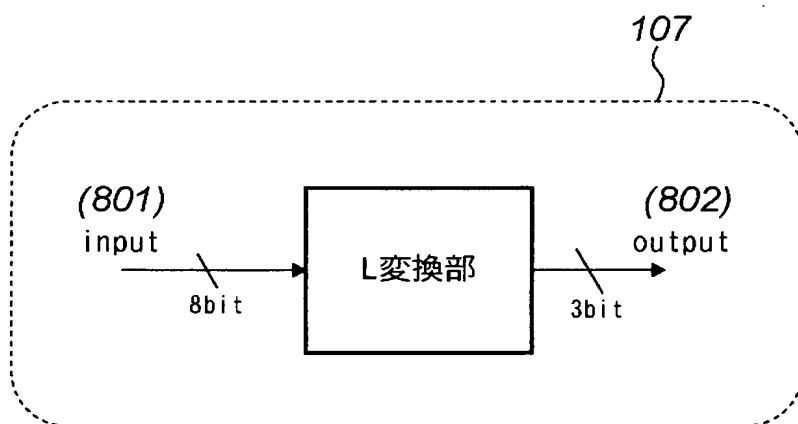 107
(801)
input
8bit
L変換部
(802)
output
3bit